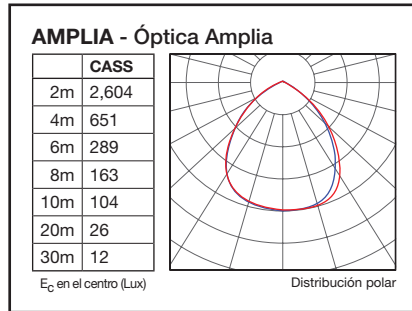 AMPLIA - Óptica Amplia
CASS
2m 2,604
4m 651
6m 289
8m 163
10m 104
20m 26
30m 12
EC en el centro (Lux)
Distribución polar